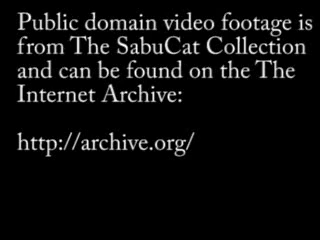 Public domain video footage is
from The SabuCat Collection
and can be found on the The
Internet Archive:
http://archive.org/